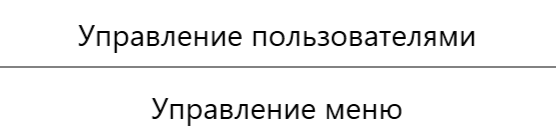 Управление пользователями
Управление меню